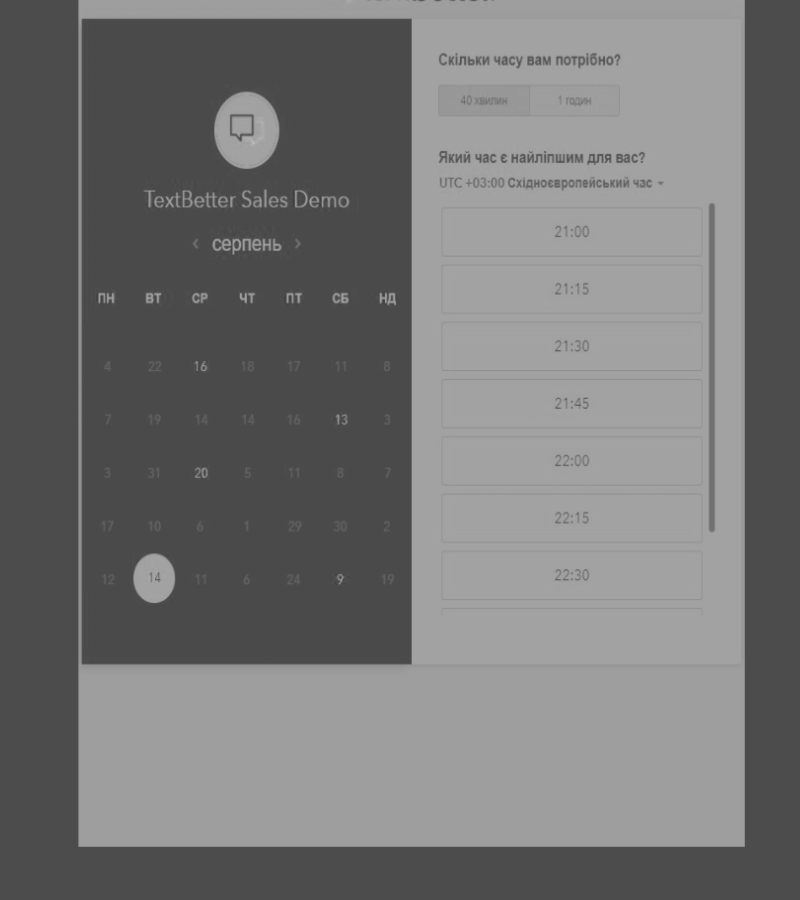 TextBetter Sales Demo
‹ серпень ›
ПН ВТ СР ЧТ ПТ СБ НД
4 22 16 18 17 11 8
7 19 14 14 16 13 3
3 31 20 5 11 8 7
17 10 6 1 29 30 2
12 14 11 6 24 9 19
Скільки часу вам потрібно?
40 хвилин 1 годин
Який час є найліпшим для вас?
UTC +03:00 Східноєвропейський час
21:00
21:15
21:30
21:45
22:00
22:15
22:30